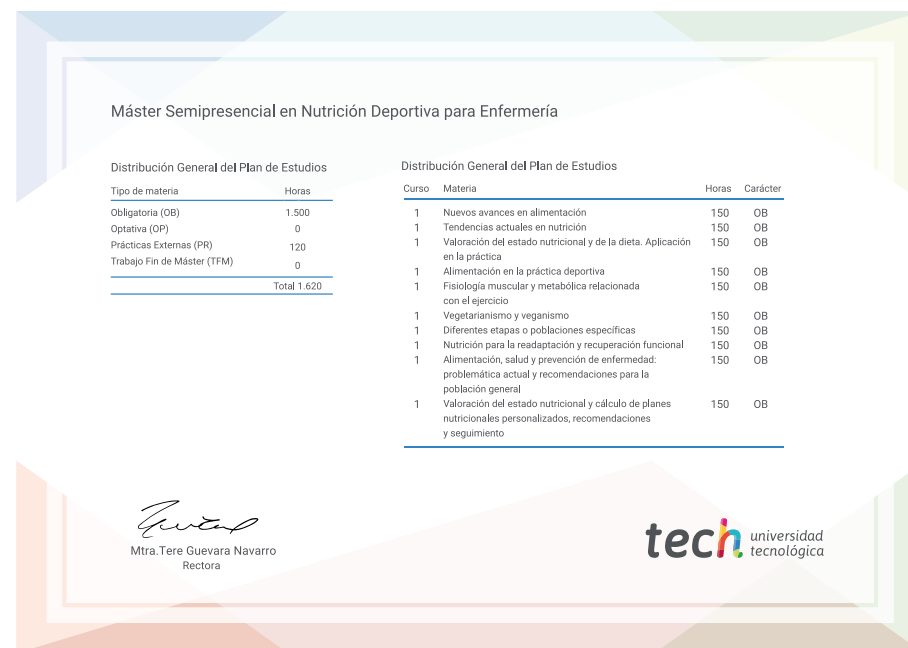 Máster Semipresencial en Nutrición Deportiva para Enfermería
Distribución General del Plan de Estudios
Tipo de materia Horas
Obligatoria (OB) 1.500
Optativa (OP) 0
Prácticas Externas (PR) 120
Trabajo Fin de Máster (TFM) 0
Total 1.620
Distribución General del Plan de Estudios
Curso Materia Horas Carácter
1 Nuevos avances en alimentación 150 OB
1 Tendencias actuales en nutrición 150 OB
1 Valoración del estado nutricional y de la dieta. Aplicación 150 OB
en la práctica
1 Alimentación en la práctica deportiva 150 OB
1 Fisiología muscular y metabólica relacionada 150 OB
con el ejercicio
1 Vegetarianismo y veganismo 150 OB
1 Diferentes etapas o poblaciones específicas 150 OB
1 Nutrición para la readaptación y recuperación funcional 150 OB
1 Alimentación, salud y prevención de enfermedad: 150 OB
problemática actual y recomendaciones para la
población general
1 Valoración del estado nutricional y cálculo de planes 150 OB
nutricionales personalizados, recomendaciones
y seguimiento
Mtra.Tere Guevara Navarro
Rectora
tech universidad
tecnológica